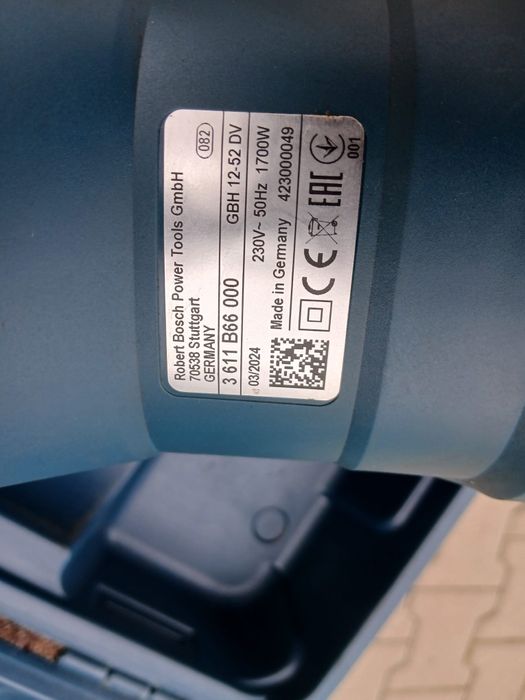 Robert Bosch Power Tools GmbH
70538 Stuttgart
GERMANY
082
3 611 B66 000
GBH 12-52 DV
03/2024
230V~ 50Hz 1700W
Made in Germany 423000049
CE EAC
001